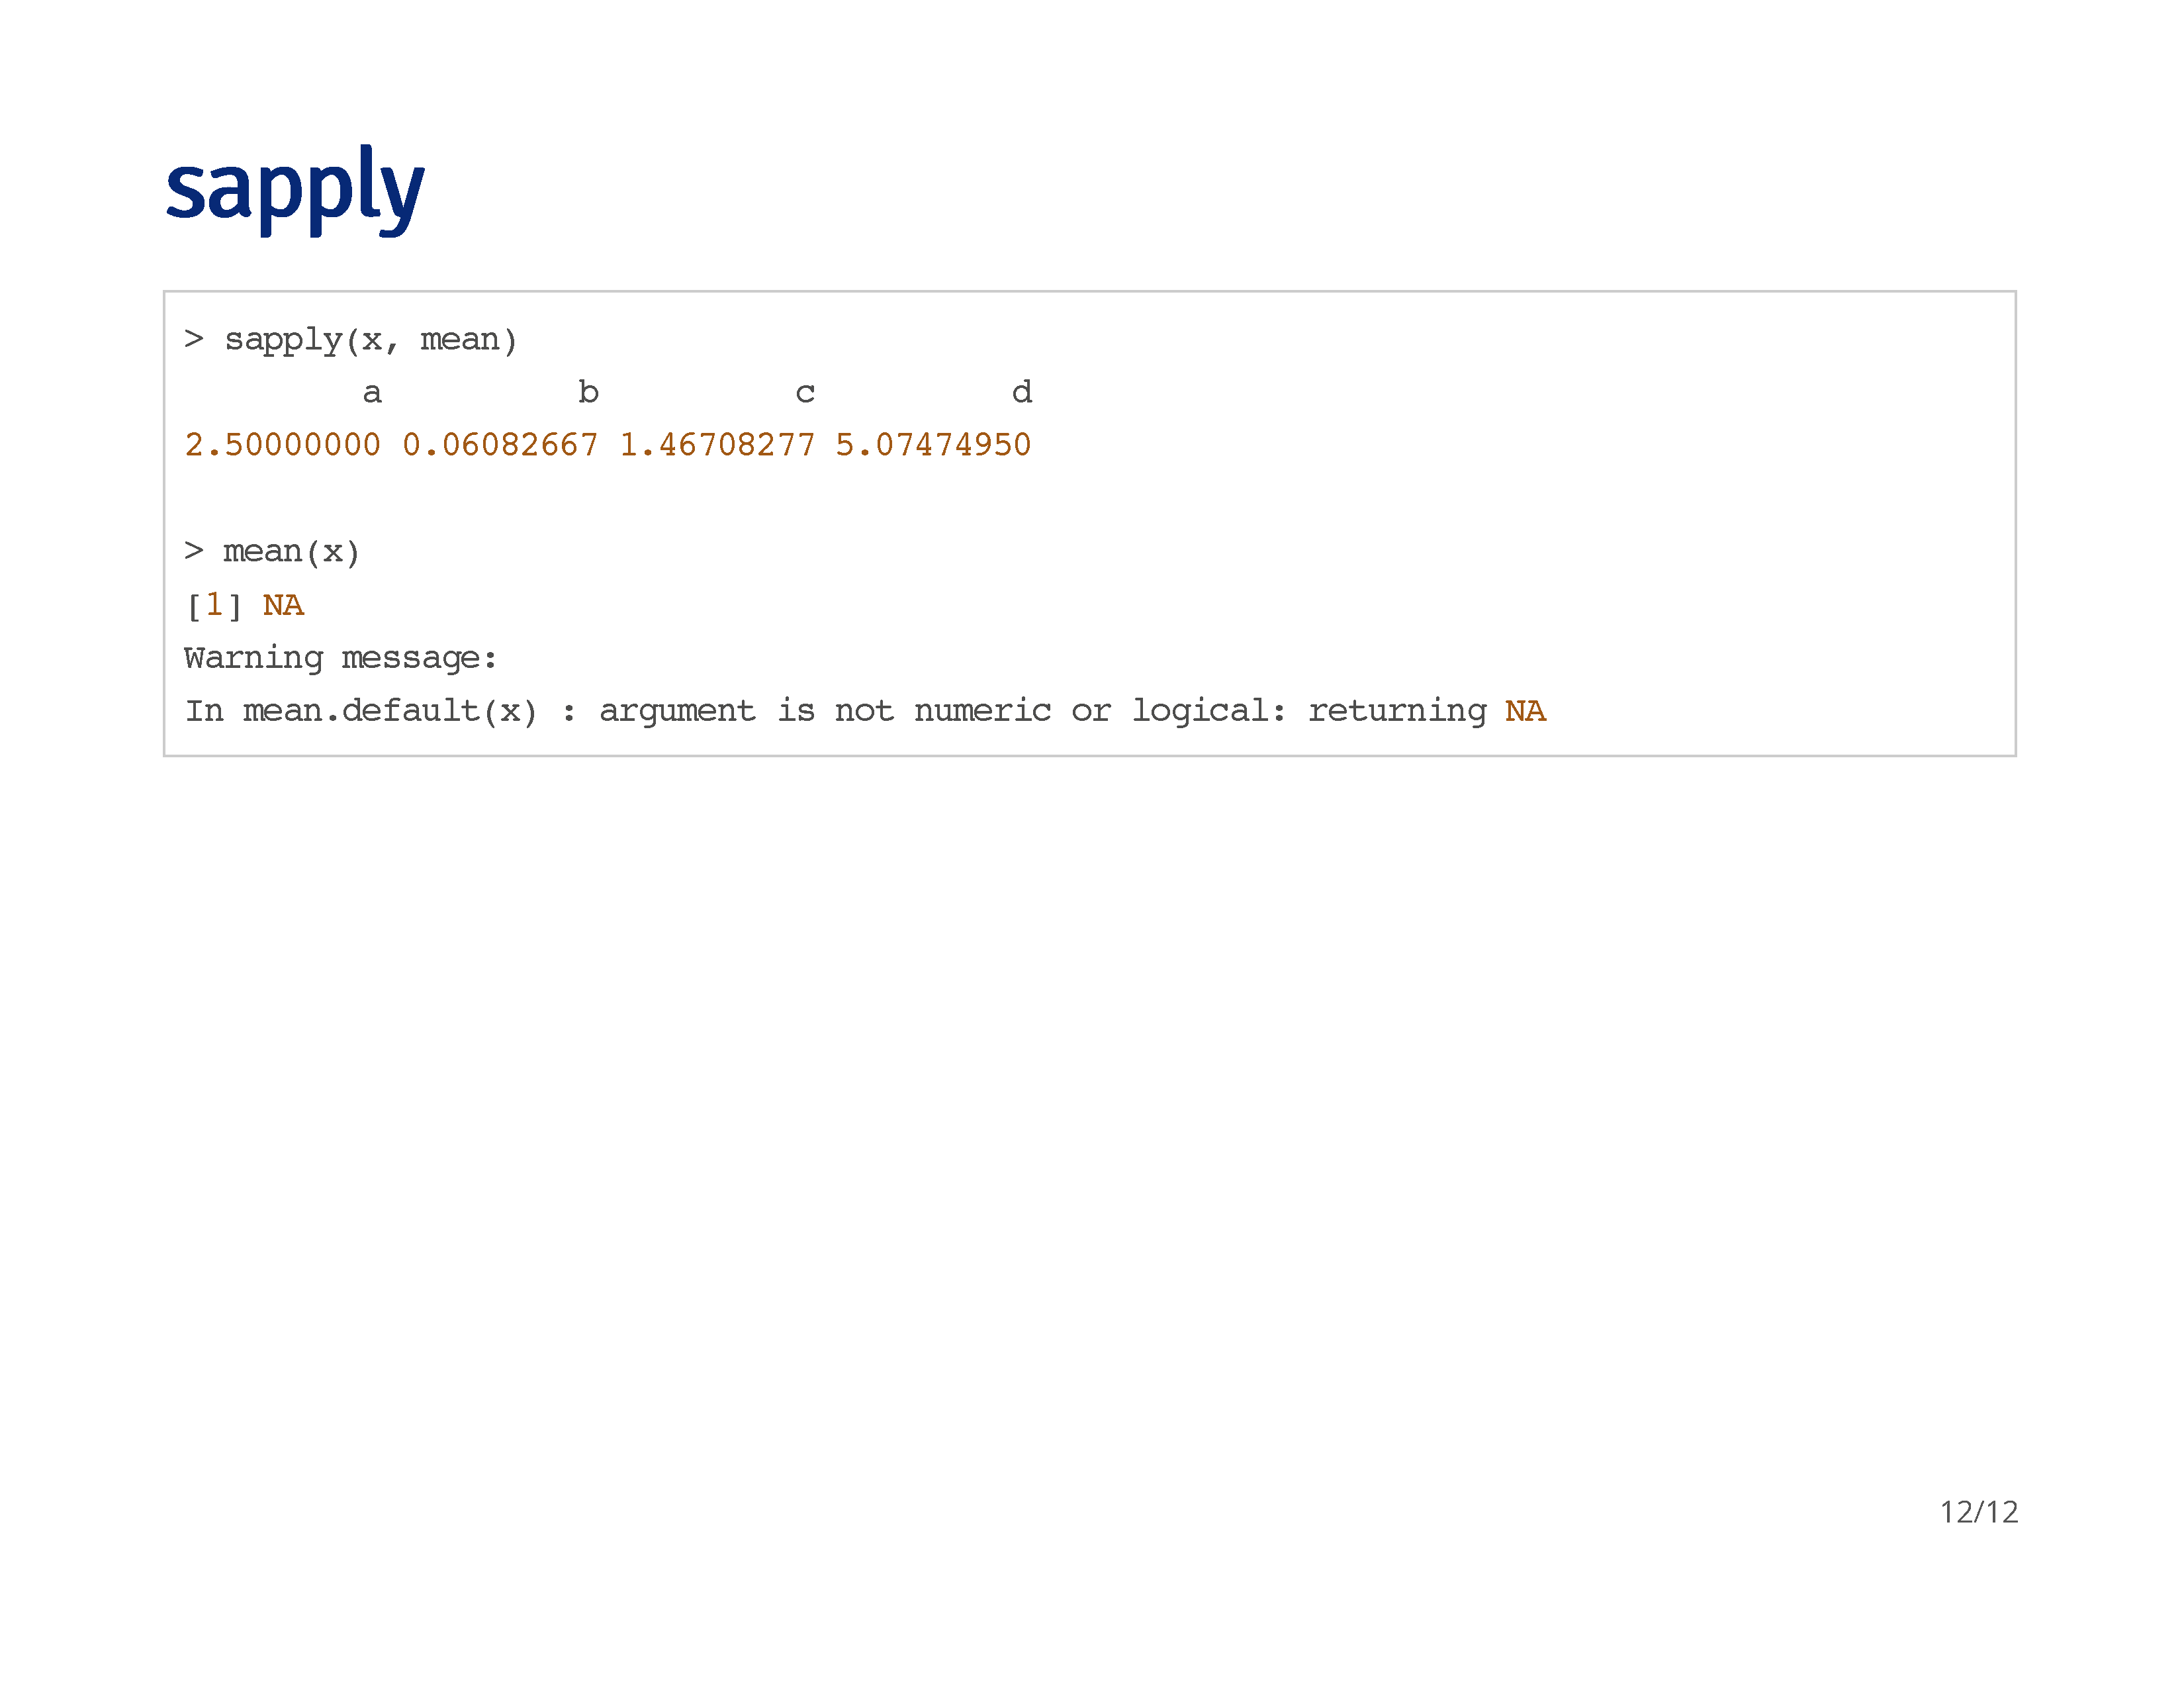 sapply
> sapply(x, mean)
         a          b          c          d
2.50000000 0.06082667 1.46708277 5.07474950
> mean(x)
[1] NA
Warning message:
In mean.default(x) : argument is not numeric or logical: returning NA
12/12